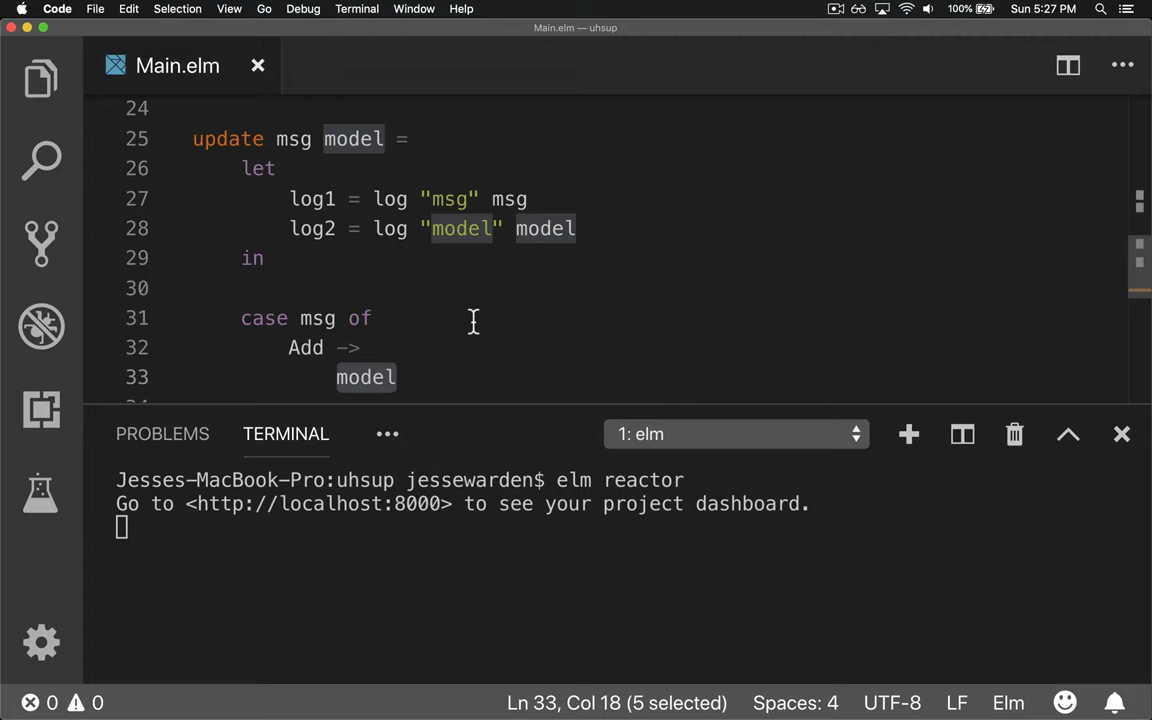 Code File Edit Selection View Go Debug Terminal Window Help 100% Sun 5:27 PM
Main.elm — uhsup
Main.elm
24
25 update msg model =
26 let
27 log1 = log "msg" msg
28 log2 = log "model" model
29 in
30
31 case msg of
32 Add ->
33 model
PROBLEMS TERMINAL 1: elm
Jesses-MacBook-Pro:uhsup jessewarden$ elm reactor
Go to <http://localhost:8000> to see your project dashboard.
0 0 Ln 33, Col 18 (5 selected) Spaces: 4 UTF-8 LF Elm